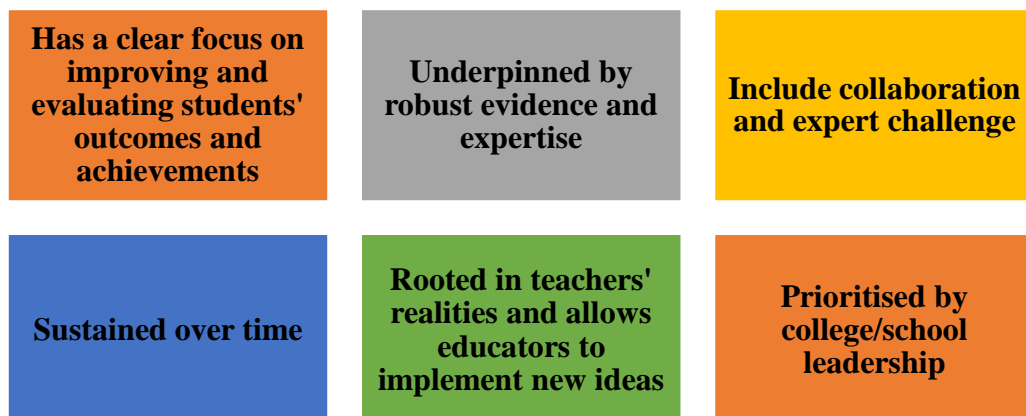 Has a clear focus on
improving and
evaluating students'
outcomes and
achievements
Underpinned by
robust evidence and
expertise
Include collaboration
and expert challenge
Sustained over time
Rooted in teachers'
realities and allows
educators to
implement new ideas
Prioritised by
college/school
leadership